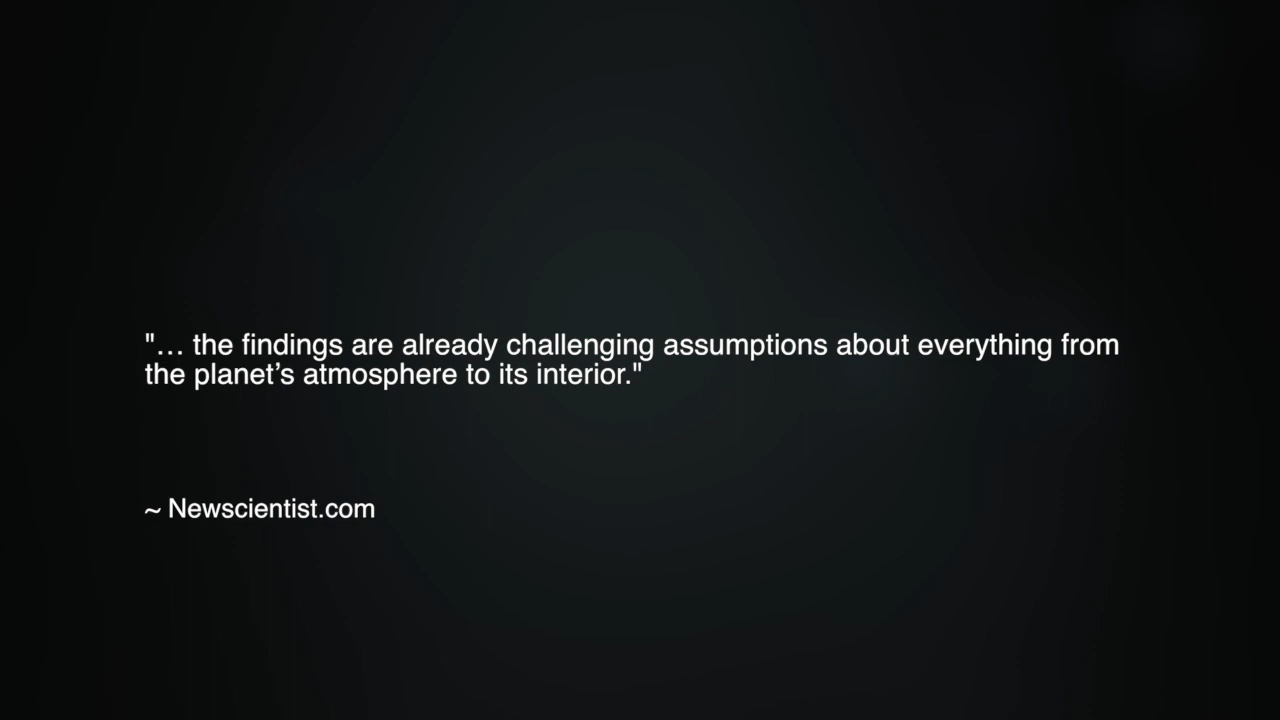 "… the findings are already challenging assumptions about everything from
the planet’s atmosphere to its interior."
~ Newscientist.com